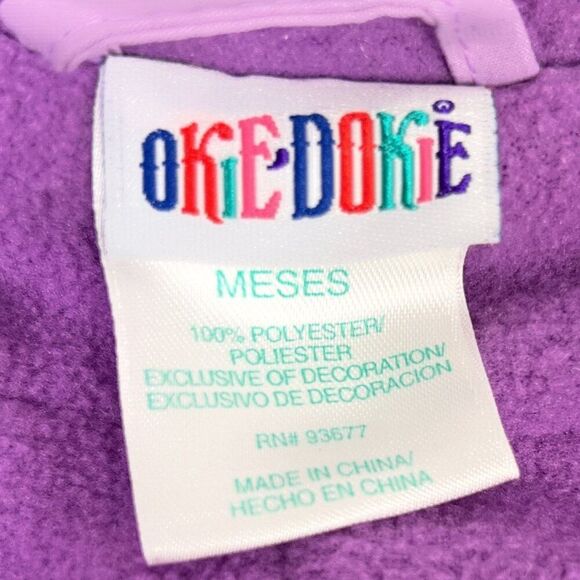 OKIE'DOKIE
MESES
100% POLYESTER/
POLIESTER
EXCLUSIVE OF DECORATION/
EXCLUSIVO DE DECORACION
RN# 93677
MADE IN CHINA/
HECHO EN CHINA